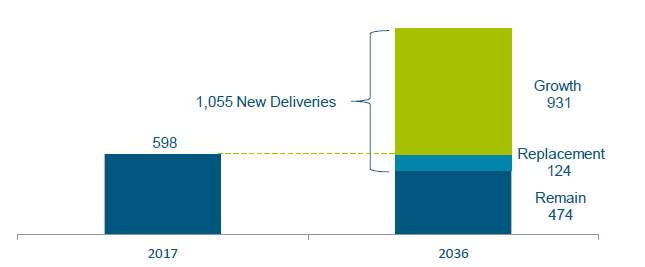 Growth
931
1,055 New Deliveries
598
Replacement
124
Remain
474
2017
2036